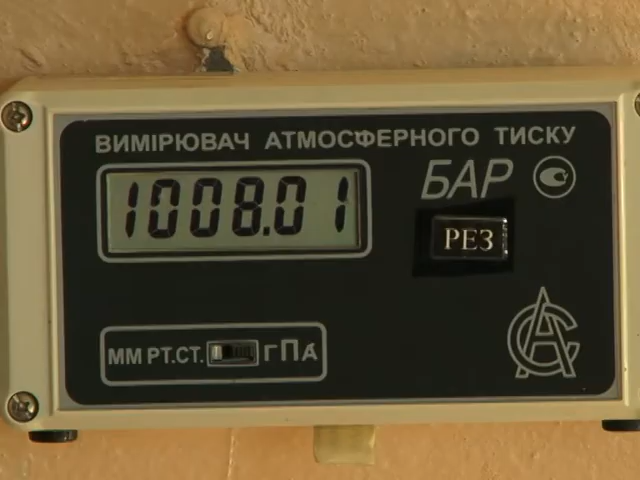 ВИМІРЮВАЧ АТМОСФЕРНОГО ТИСКУ
1008.01
БАР
РЕЗ
ММ РТ.СТ.
гПа